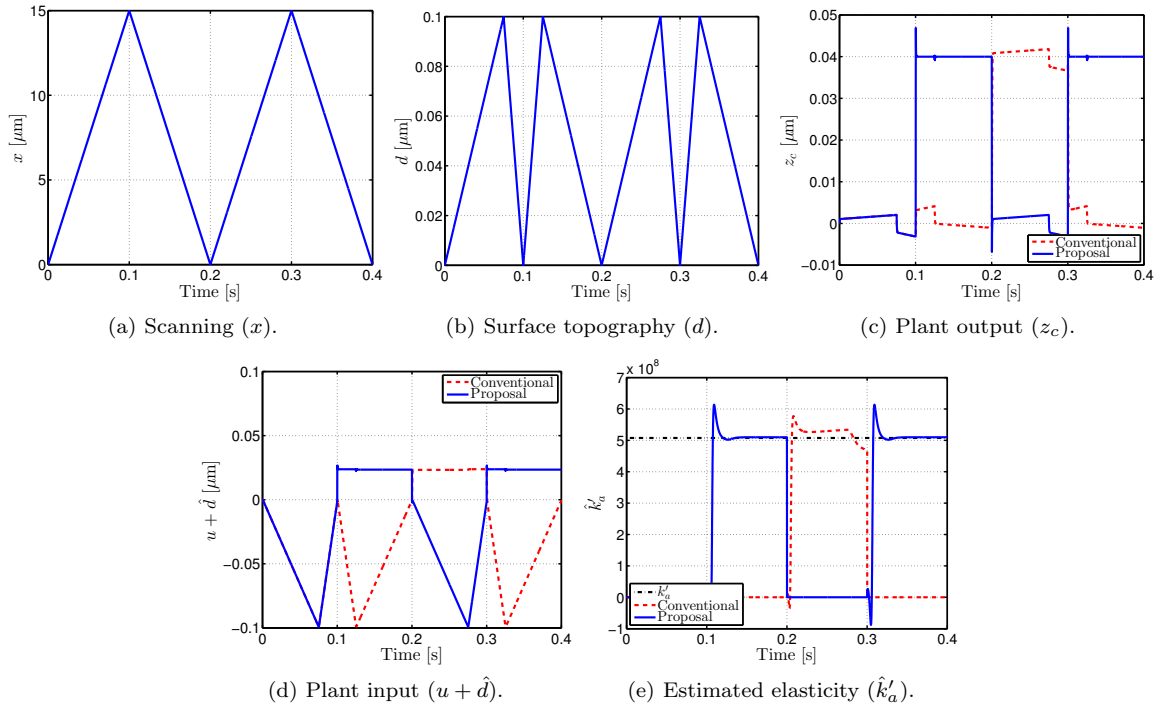 15
10
5
0
0
0.1
0.2
0.3
0.4
x [μm]
Time [s]
(a) Scanning (x).
0.1
0.08
0.06
0.04
0.02
0
0
0.1
0.2
0.3
0.4
d [μm]
Time [s]
(b) Surface topography (d).
0.05
0.04
0.03
0.02
0.01
0
−0.01
0
0.1
0.2
0.3
0.4
z_c [μm]
Time [s]
Conventional
Proposal
(c) Plant output (z_c).
0.1
0.05
0
−0.05
−0.1
0
0.1
0.2
0.3
0.4
u + d̂ [μm]
Time [s]
Conventional
Proposal
(d) Plant input (u + d̂).
x 10⁸
7
6
5
4
3
2
1
0
−1
0
0.1
0.2
0.3
0.4
k̂′_a
Time [s]
k′_a
Conventional
Proposal
(e) Estimated elasticity (k̂′_a).